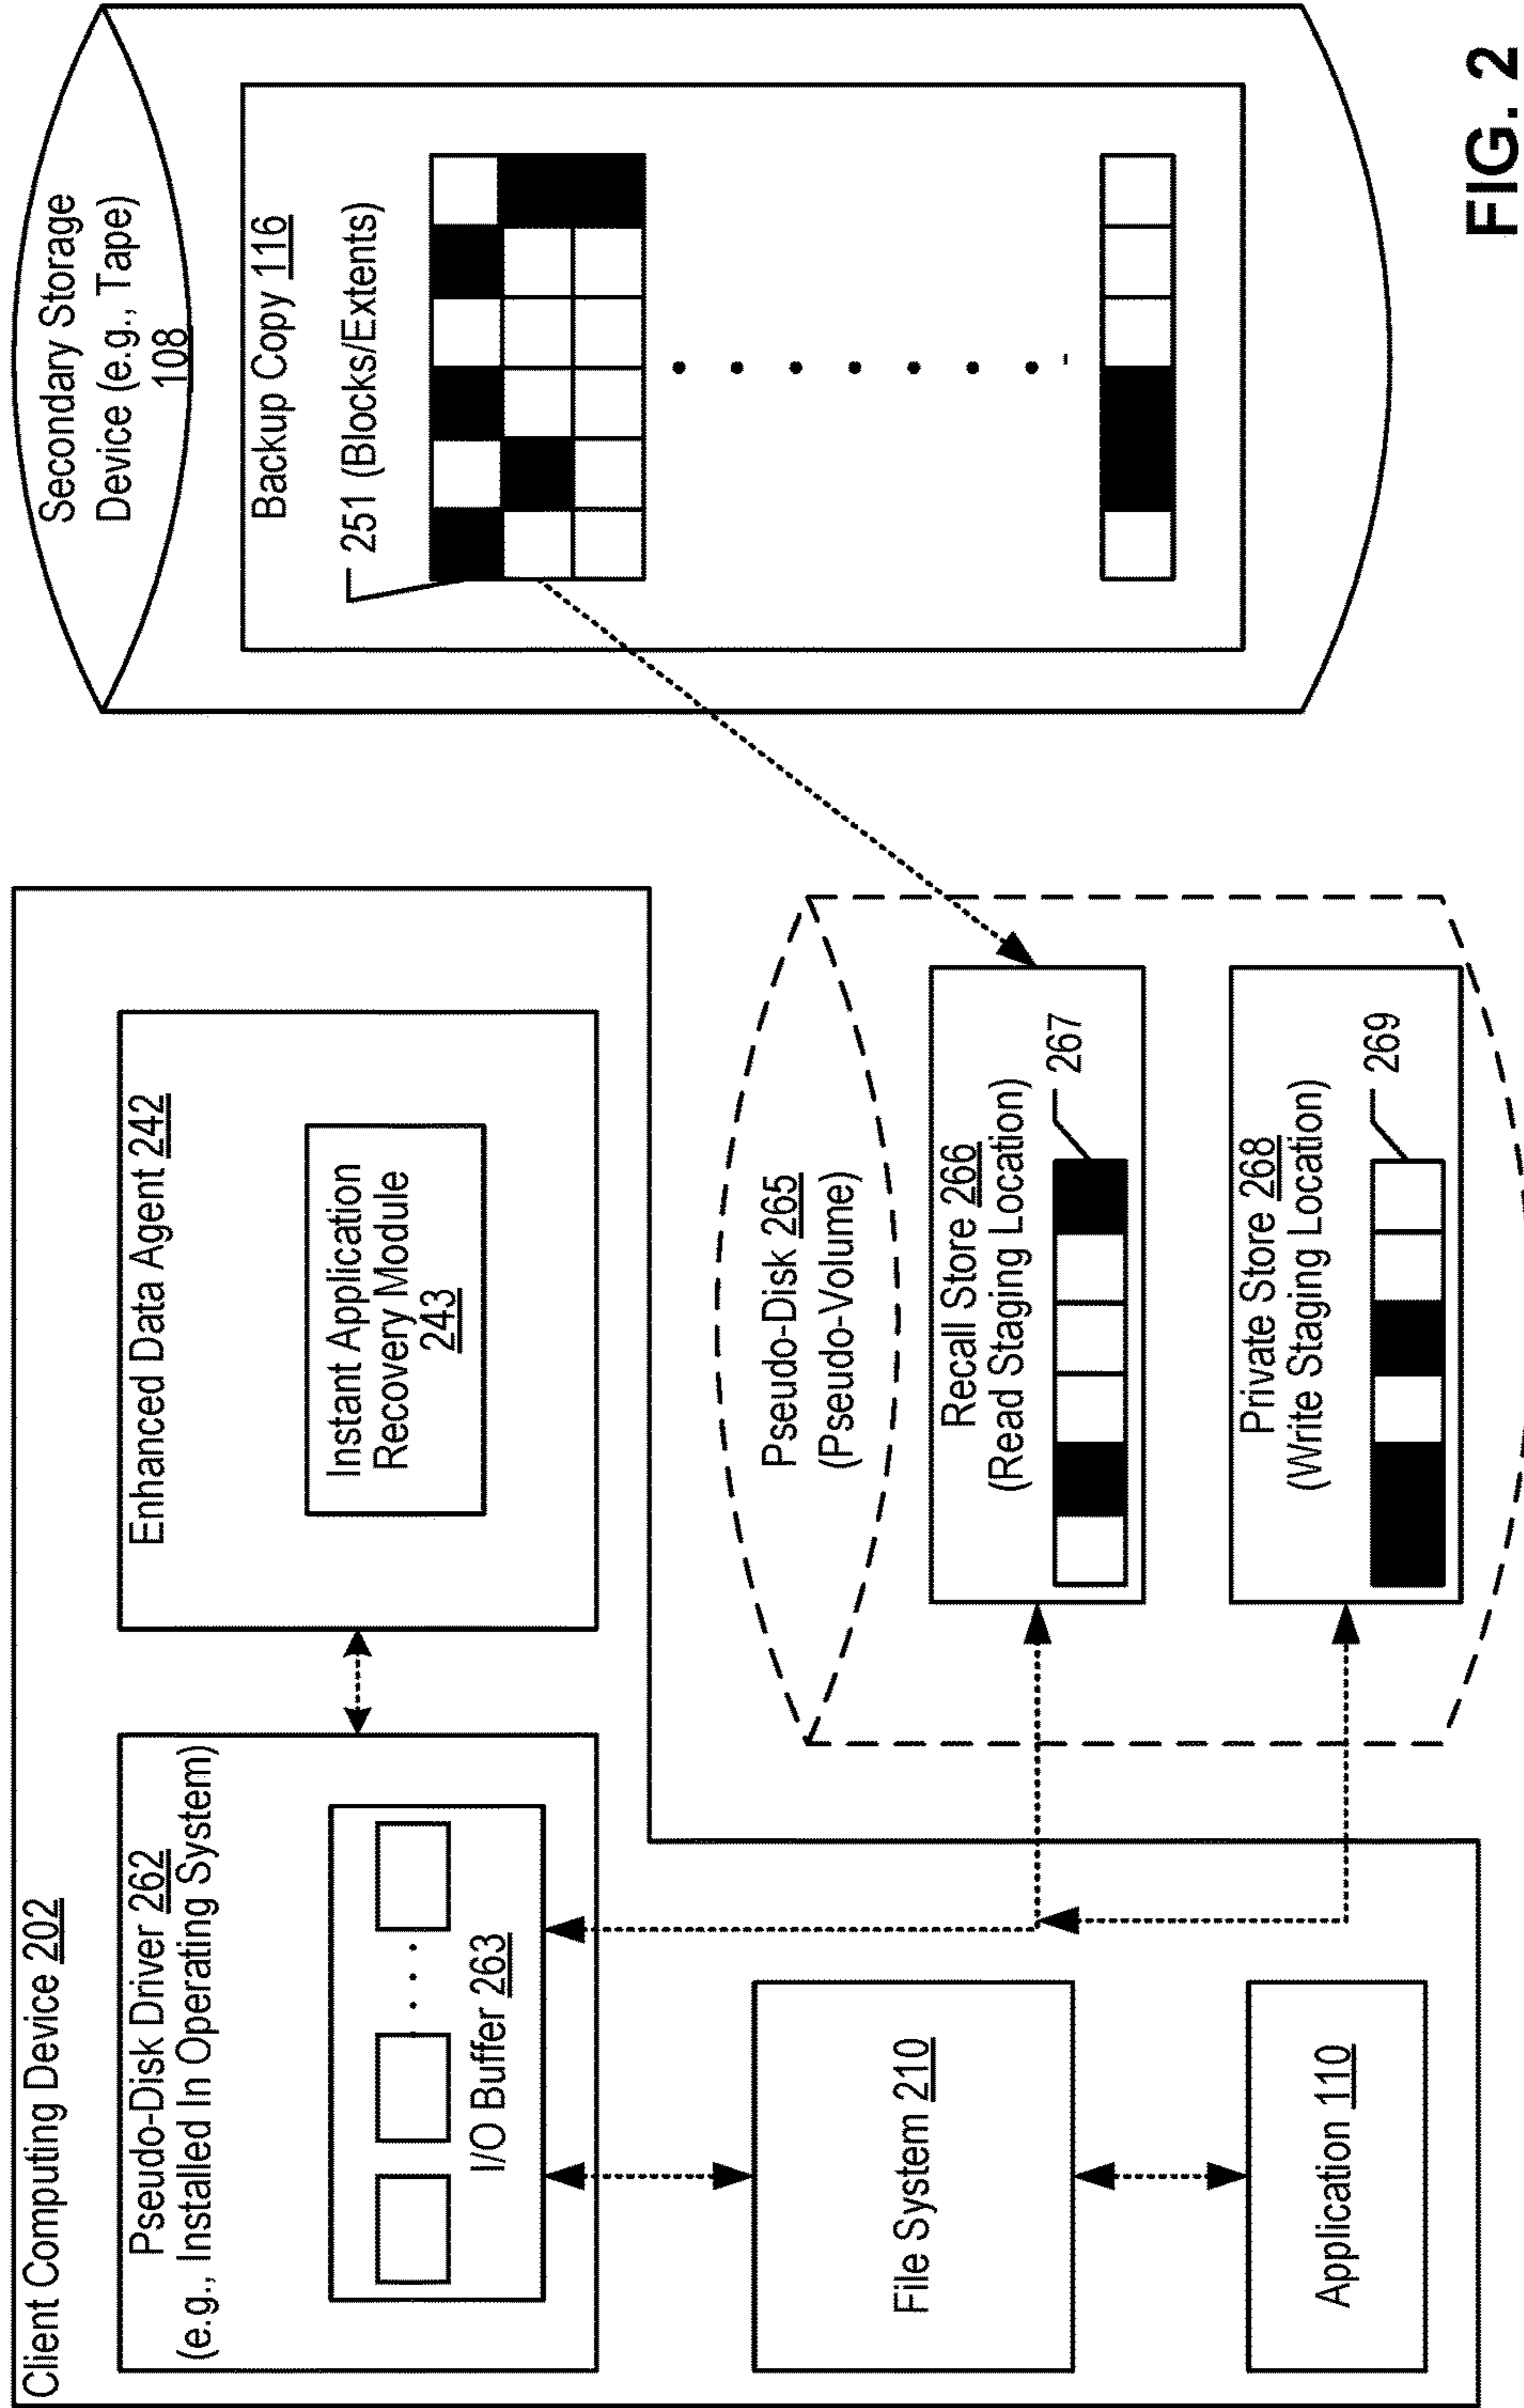 Client Computing Device 202
Pseudo-Disk Driver 262
(e.g., Installed In Operating System)
I/O Buffer 263
File System 210
Application 110
Enhanced Data Agent 242
Instant Application
Recovery Module
243
Pseudo-Disk 265
(Pseudo-Volume)
Recall Store 266
(Read Staging Location)
267
Private Store 268
(Write Staging Location)
269
Secondary Storage
Device (e.g., Tape)
108
Backup Copy 116
251 (Blocks/Extents)
FIG. 2